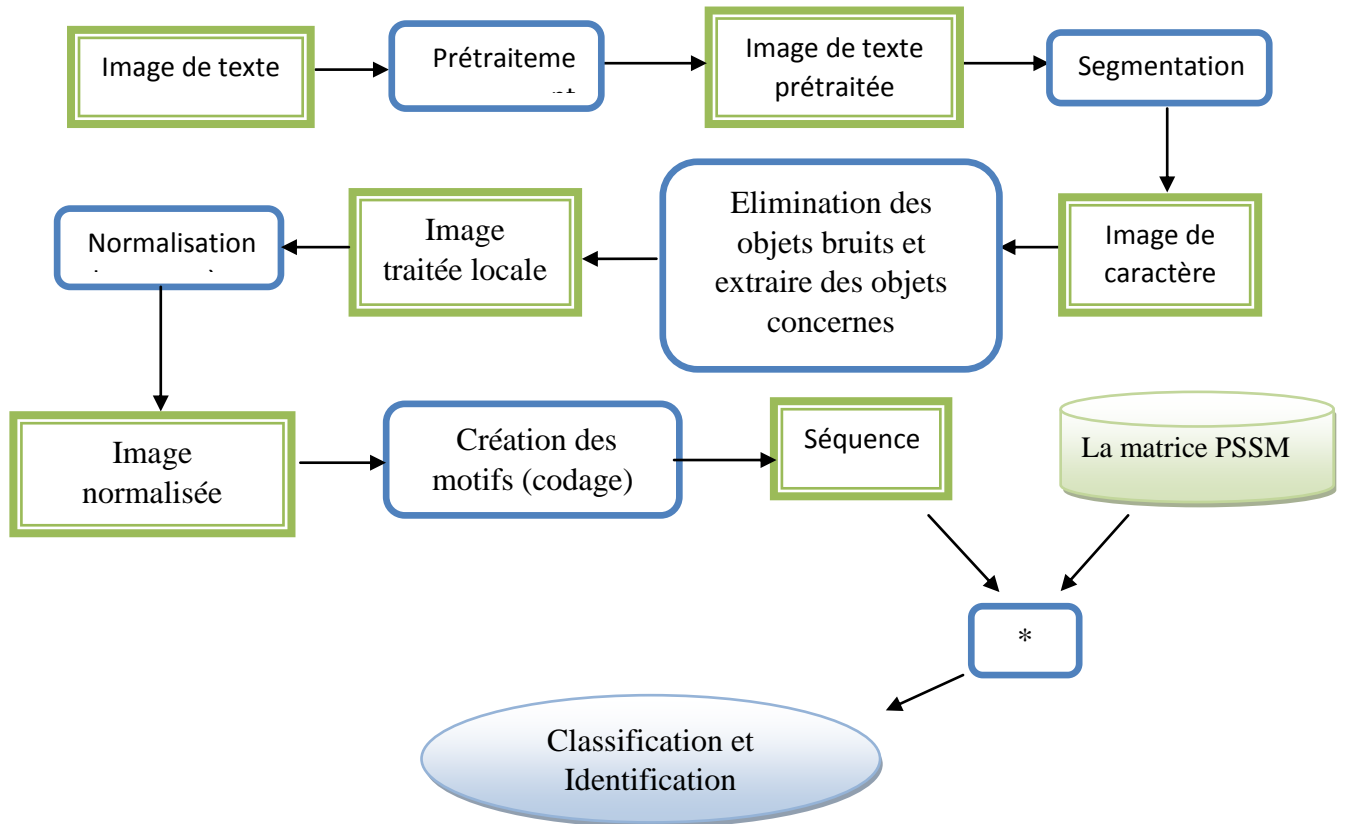 Image de texte
Prétraiteme
Image de texte
prétraitée
Segmentation
Image de
caractère
Elimination des
objets bruits et
extraire des objets
concernes
Image
traitée locale
Normalisation
Image
normalisée
Création des
motifs (codage)
Séquence
La matrice PSSM
*
Classification et
Identification